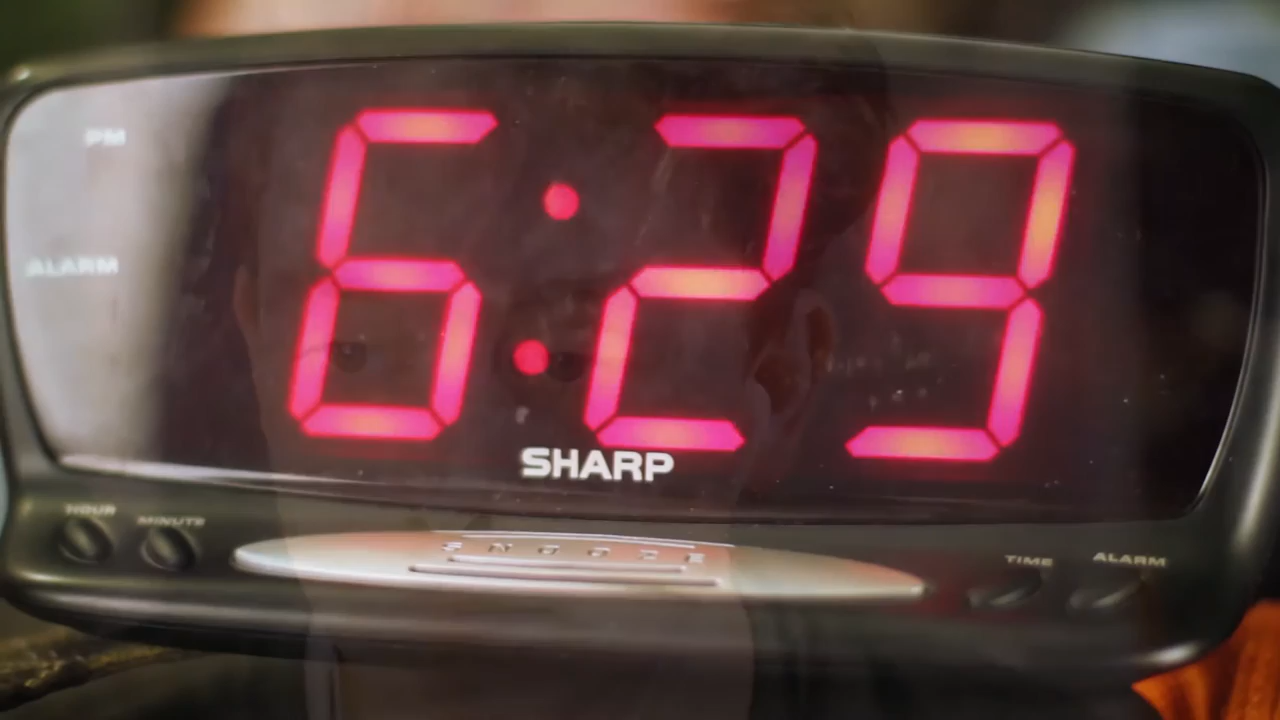 PM
6:29
ALARM
SHARP
HOUR MINUTE
SNOOZE
TIME ALARM